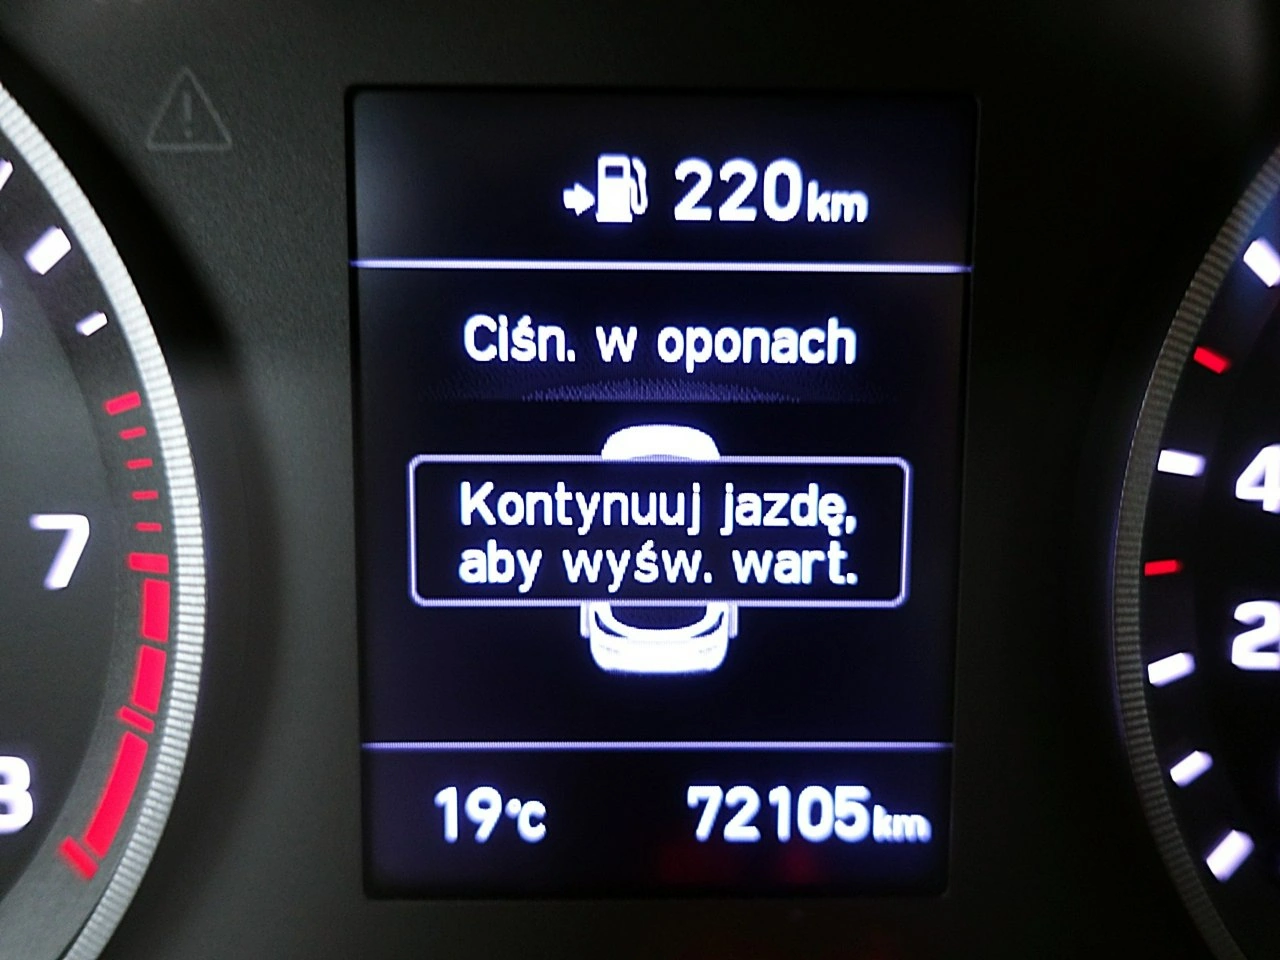 220km
Ciśn. w oponach
Kontynuuj jazdę,
aby wyśw. wart.
19°C 72105km
7
8
4
2